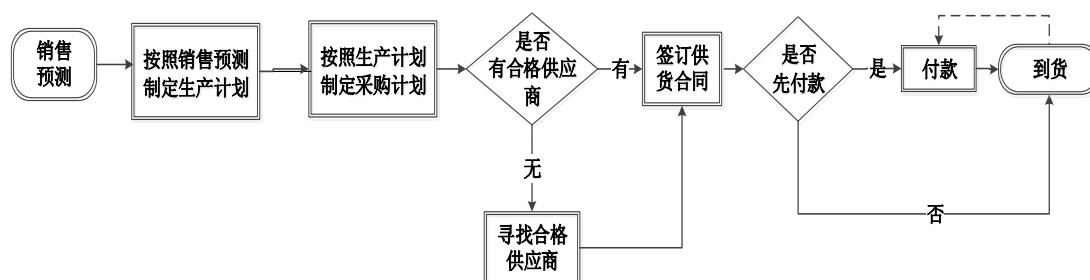 销售
预测
按照销售预测
制定生产计划
按照生产计划
制定采购计划
是否
有合格供应
商
有
签订供
货合同
是否
先付款
是
付款
到货
无
否
寻找合格
供应商